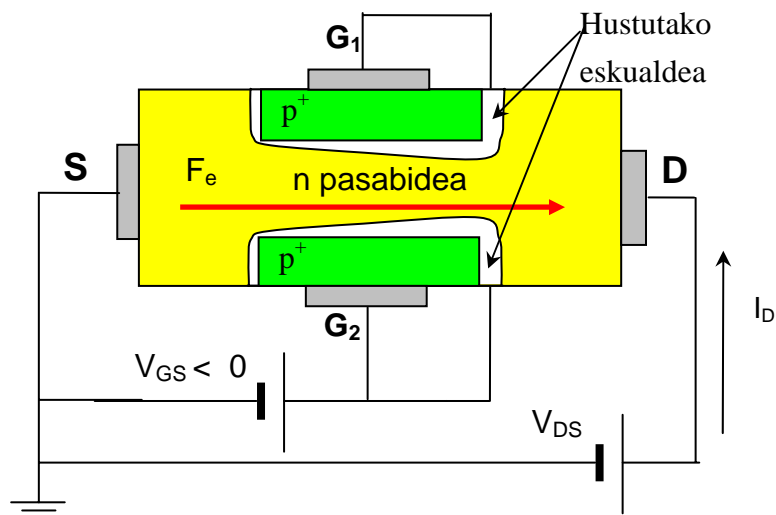 G1
Hustutako
eskualdea
p+
S
Fe
n pasabidea
D
p+
G2
ID
VGS < 0
VDS